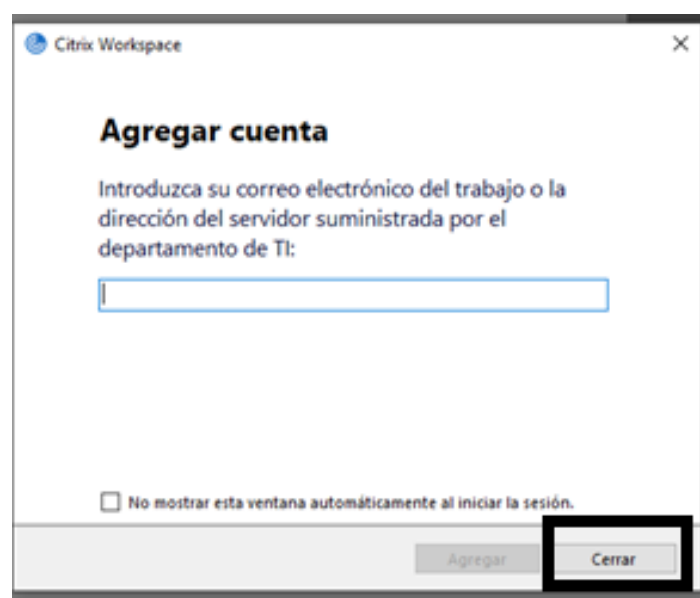 Citrix Workspace
Agregar cuenta
Introduzca su correo electrónico del trabajo o la
dirección del servidor suministrada por el
departamento de TI:
No mostrar esta ventana automáticamente al iniciar la sesión.
Agregar
Cerrar